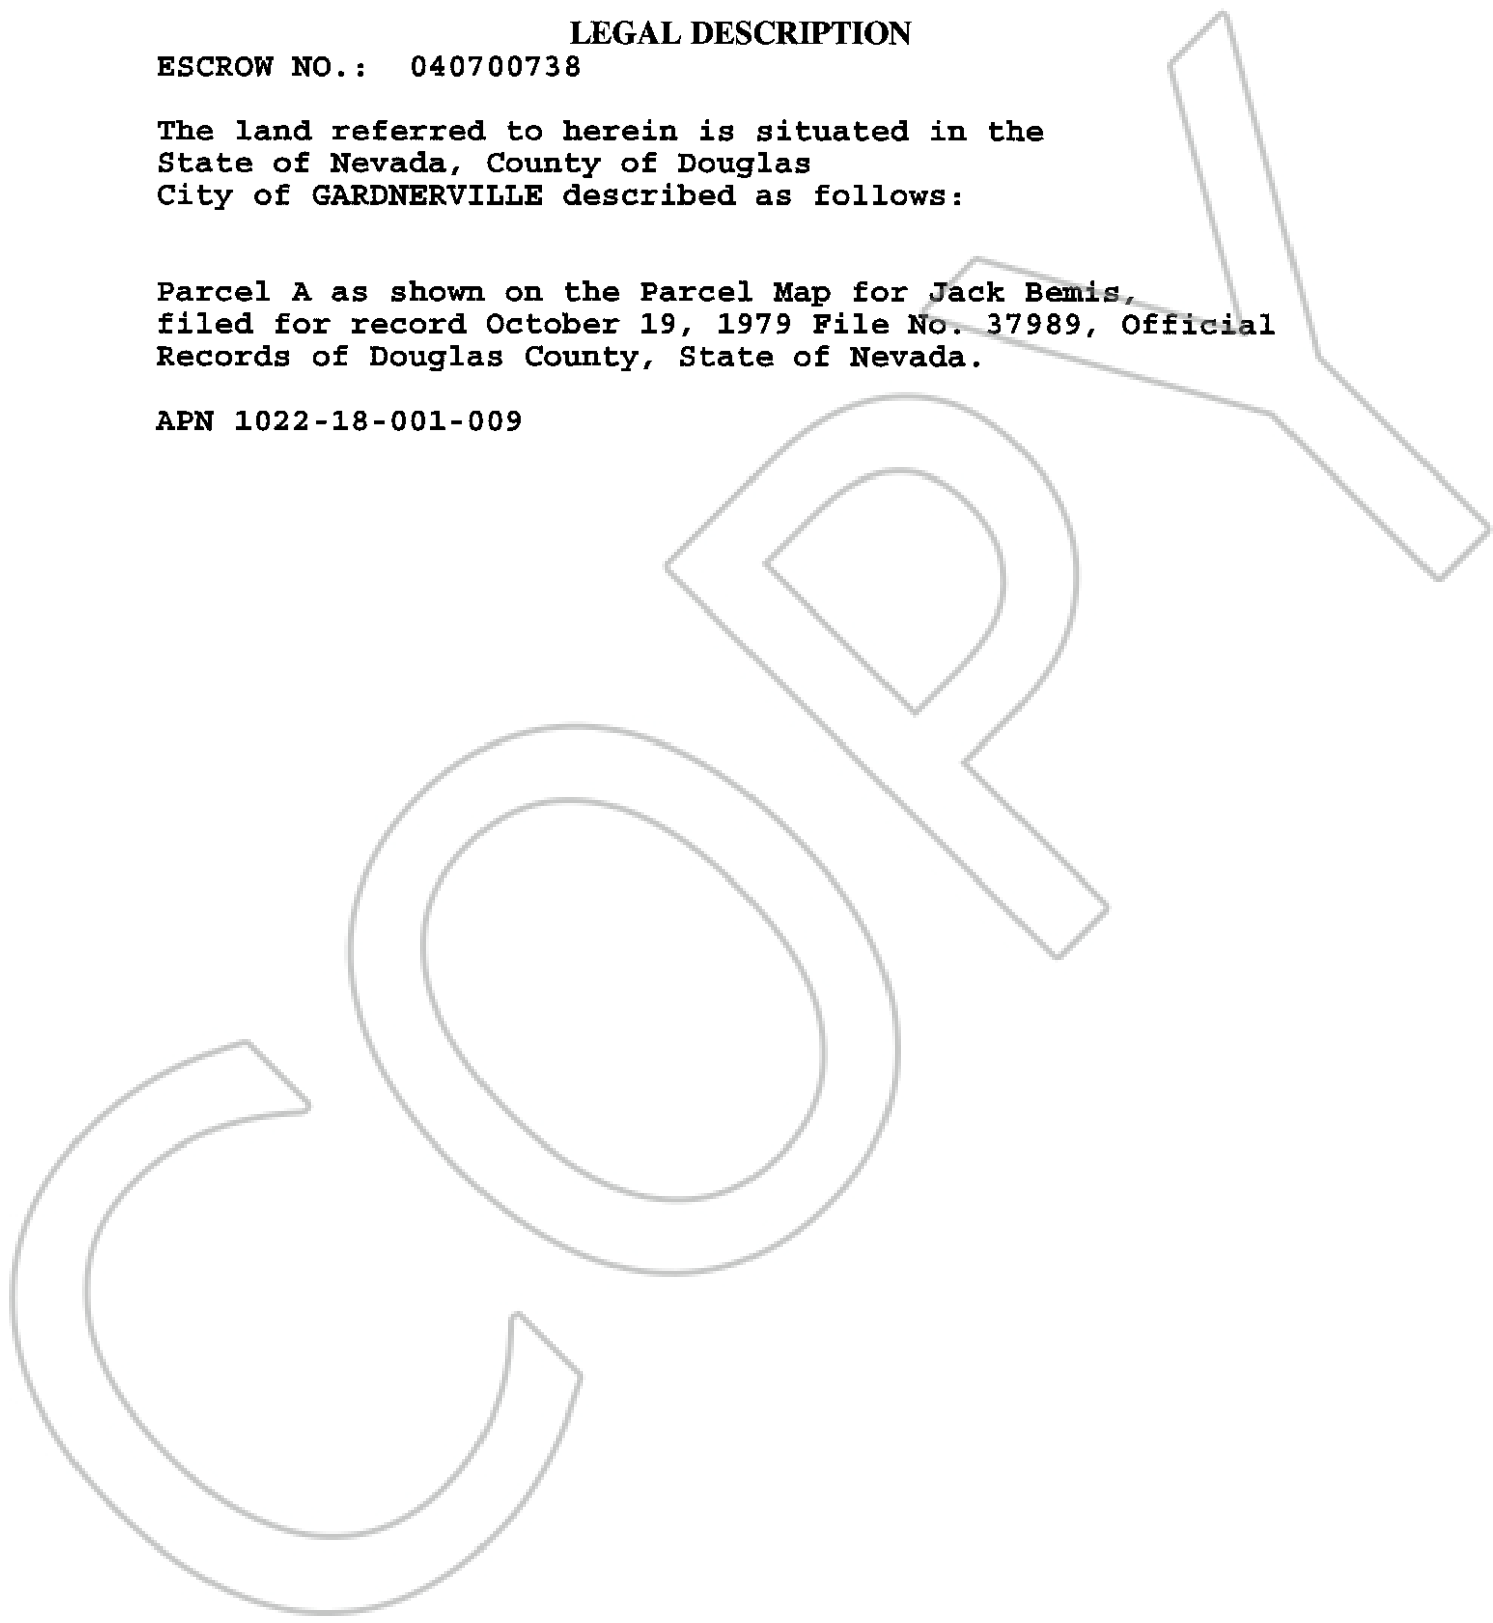 LEGAL DESCRIPTION
ESCROW NO.: 040700738
The land referred to herein is situated in the
State of Nevada, County of Douglas
City of GARDNERVILLE described as follows:
Parcel A as shown on the Parcel Map for Jack Bemis,
filed for record October 19, 1979 File No. 37989, Official
Records of Douglas County, State of Nevada.
APN 1022-18-001-009
COPY